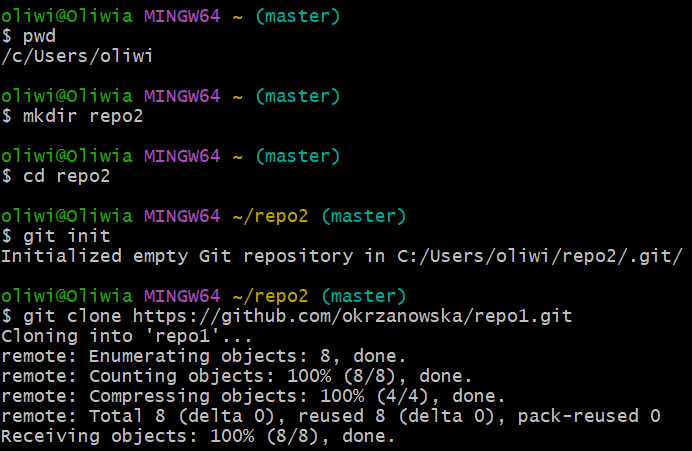 oliwi@Oliwia MINGW64 ~ (master)
$ pwd
/c/Users/oliwi
oliwi@Oliwia MINGW64 ~ (master)
$ mkdir repo2
oliwi@Oliwia MINGW64 ~ (master)
$ cd repo2
oliwi@Oliwia MINGW64 ~/repo2 (master)
$ git init
Initialized empty Git repository in C:/Users/oliwi/repo2/.git/
oliwi@Oliwia MINGW64 ~/repo2 (master)
$ git clone https://github.com/okrzanowska/repo1.git
Cloning into 'repo1'...
remote: Enumerating objects: 8, done.
remote: Counting objects: 100% (8/8), done.
remote: Compressing objects: 100% (4/4), done.
remote: Total 8 (delta 0), reused 8 (delta 0), pack-reused 0
Receiving objects: 100% (8/8), done.